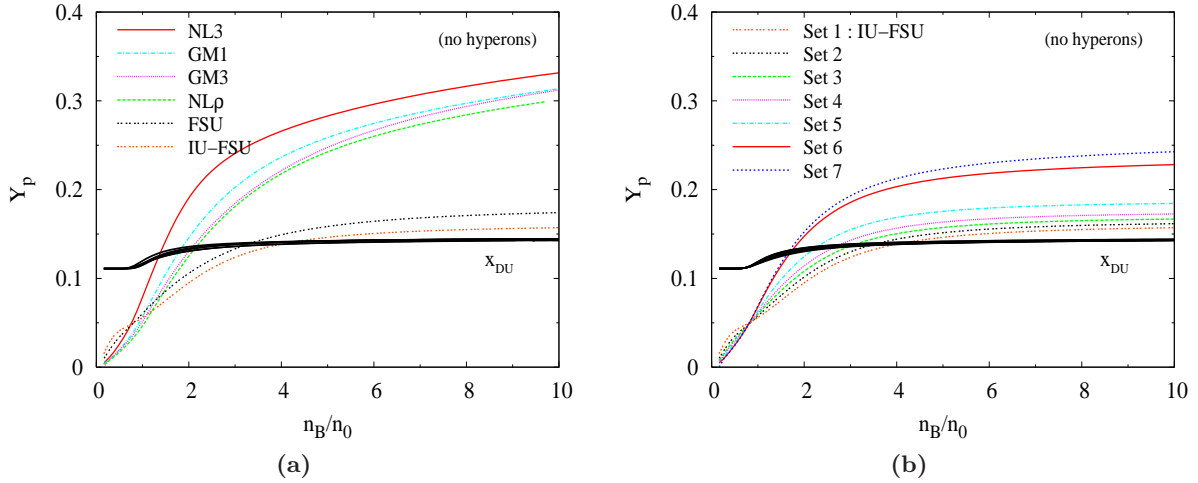 0.4
NL3
GM1
GM3
NLρ
FSU
IU−FSU
(no hyperons)
0.3
0.2
0.1
0
Y_p
x_DU
0 2 4 6 8 10
n_B/n_0
(a)
0.4
Set 1 : IU−FSU
Set 2
Set 3
Set 4
Set 5
Set 6
Set 7
(no hyperons)
0.3
0.2
0.1
0
Y_p
x_DU
0 2 4 6 8 10
n_B/n_0
(b)